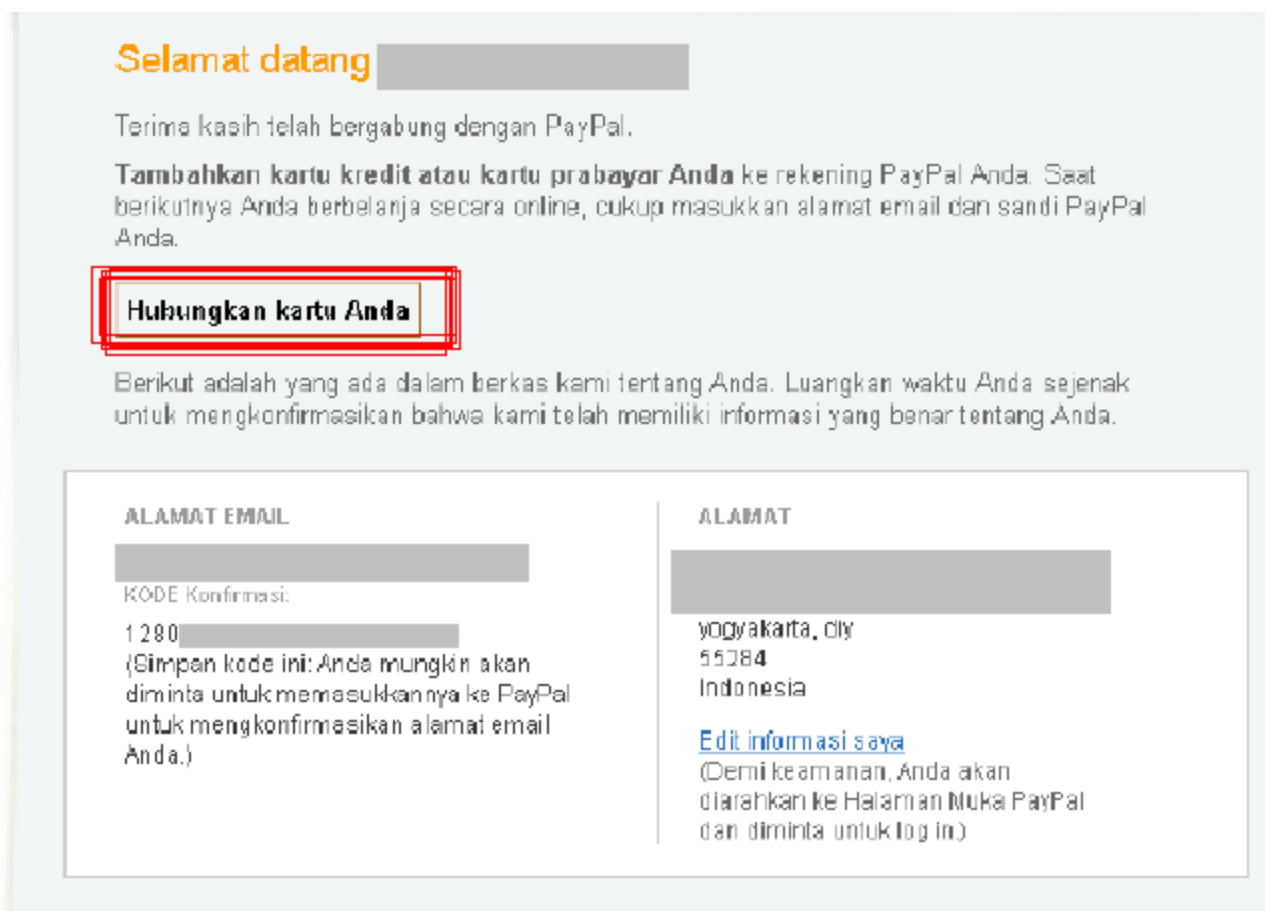 Selamat datang
Terima kasih telah bergabung dengan PayPal.
Tambahkan kartu kredit atau kartu prabayar Anda ke rekening PayPal Anda. Saat
berikutnya Anda berbelanja secara online, cukup masukkan alamat email dan sandi PayPal
Anda.
Hubungkan kartu Anda
Berikut adalah yang ada dalam berkas kami tentang Anda. Luangkan waktu Anda sejenak
untuk mengkonfirmasikan bahwa kami telah memiliki informasi yang benar tentang Anda.
ALAMAT EMAIL
KODE Konfirmasi:
1280
(Simpan kode ini: Anda mungkin akan
diminta untuk memasukkannya ke PayPal
untuk mengkonfirmasikan alamat email
Anda.)
ALAMAT
yogyakarta, diy
55284
Indonesia
Edit informasi saya
(Demi keamanan, Anda akan
diarahkan ke Halaman Muka PayPal
dan diminta untuk log in.)